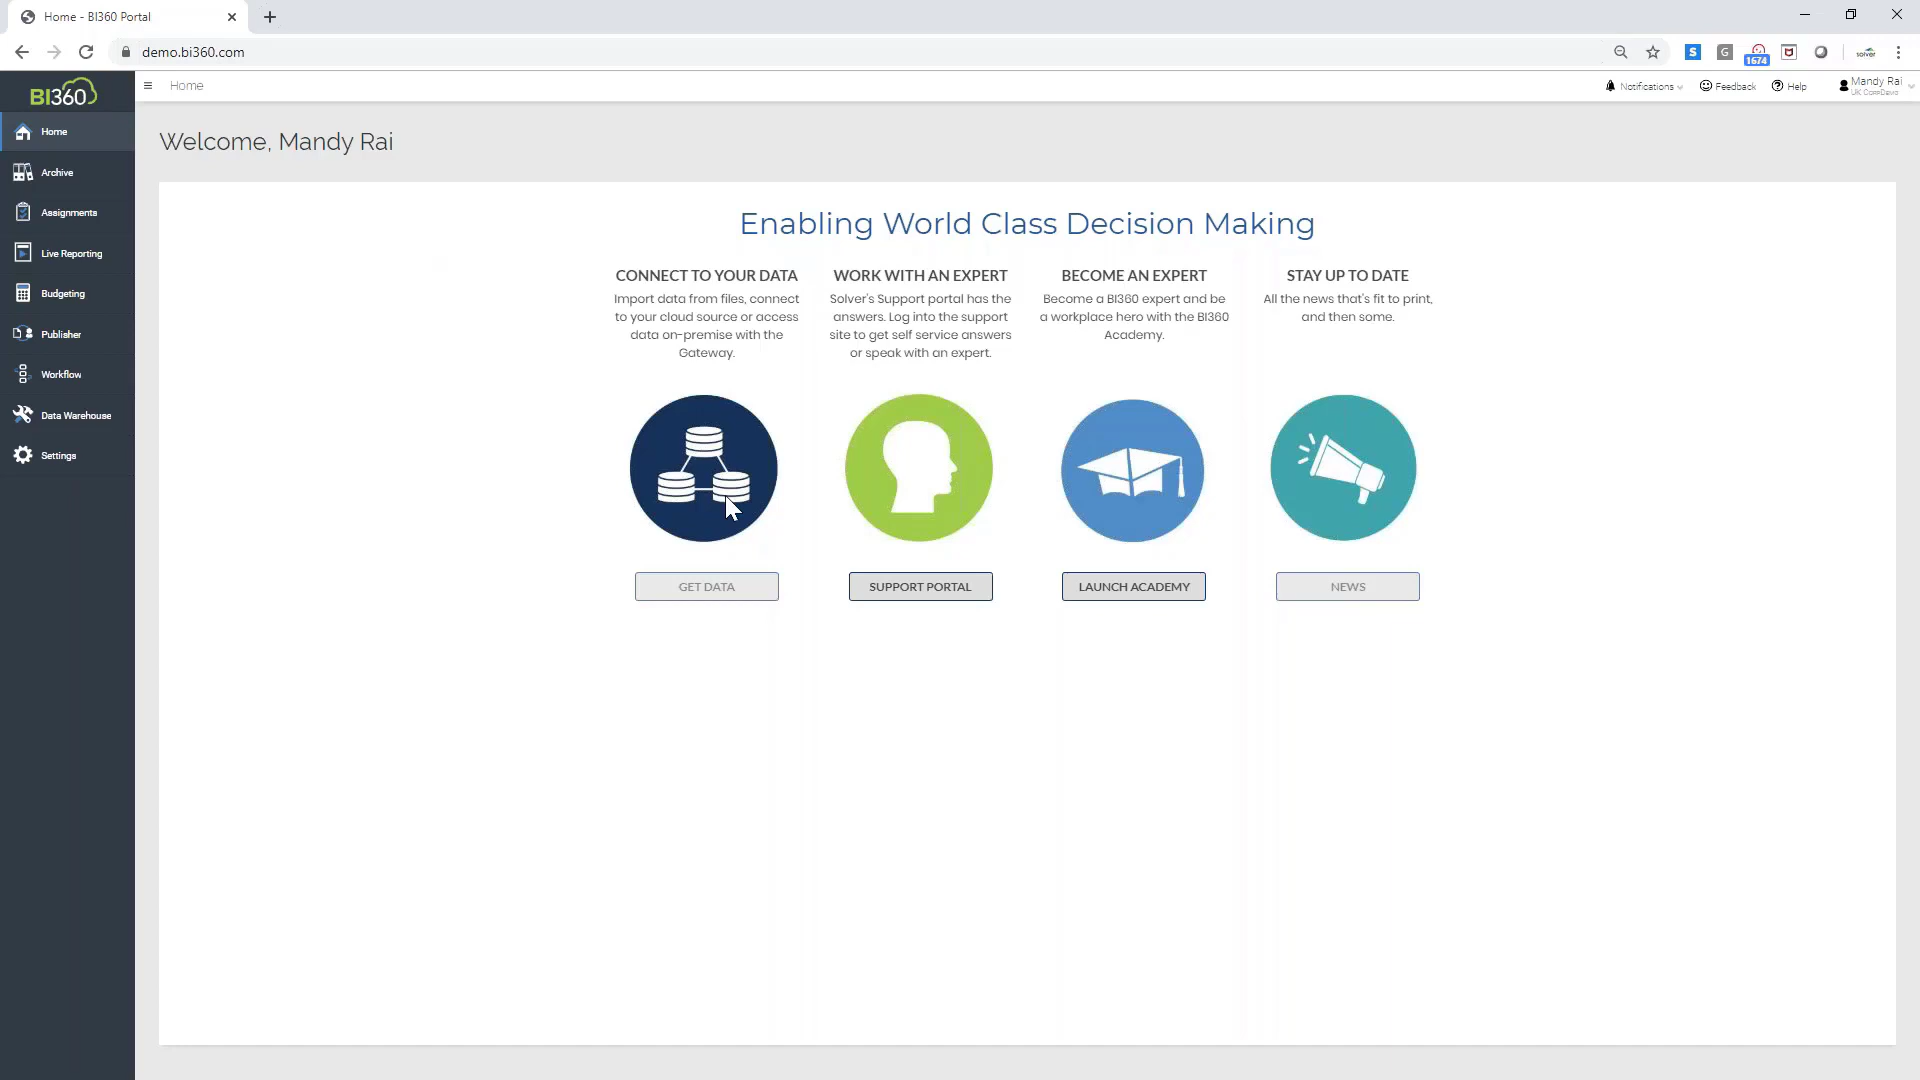 Home - BI360 Portal
demo.bi360.com
S
G
1674
solver
BI360
Home
Notifications
Feedback
Help
Mandy Rai
UK CorpDemo
Home
Archive
Assignments
Live Reporting
Budgeting
Publisher
Workflow
Data Warehouse
Settings
Welcome, Mandy Rai
Enabling World Class Decision Making
CONNECT TO YOUR DATA
Import data from files, connect
to your cloud source or access
data on-premise with the
Gateway.
GET DATA
WORK WITH AN EXPERT
Solver's Support portal has the
answers. Log into the support
site to get self service answers
or speak with an expert.
SUPPORT PORTAL
BECOME AN EXPERT
Become a BI360 expert and be
a workplace hero with the BI360
Academy.
LAUNCH ACADEMY
STAY UP TO DATE
All the news that's fit to print,
and then some.
NEWS